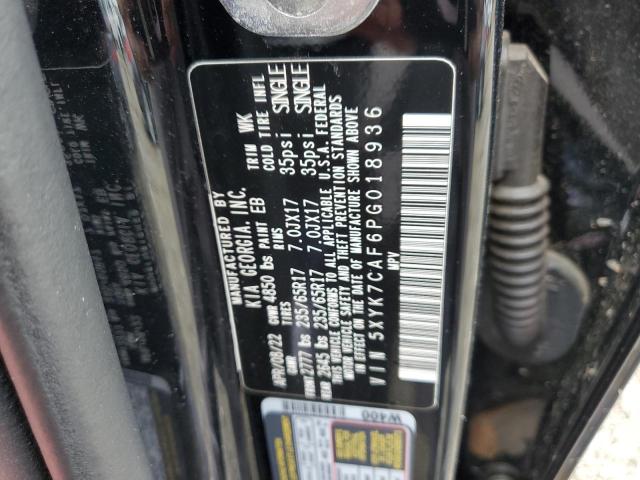 MANUFACTURED BY
KIA GEORGIA, INC.
APR/08/22 GVWR 4850 lbs PAINT EB TRIM WK
GAWR TIRES RIMS COLD TIRE INFL
2777 lbs 235/65R17 7.0JX17 35psi SINGLE
REAR 2645 lbs 235/65R17 7.0JX17 35psi SINGLE
THIS VEHICLE CONFORMS TO ALL APPLICABLE U.S.A. FEDERAL
MOTOR VEHICLE SAFETY AND THEFT PREVENTION STANDARDS
IN EFFECT ON THE DATE OF MANUFACTURE SHOWN ABOVE
VIN 5XYK7CAF6PG018936
MPV
W400